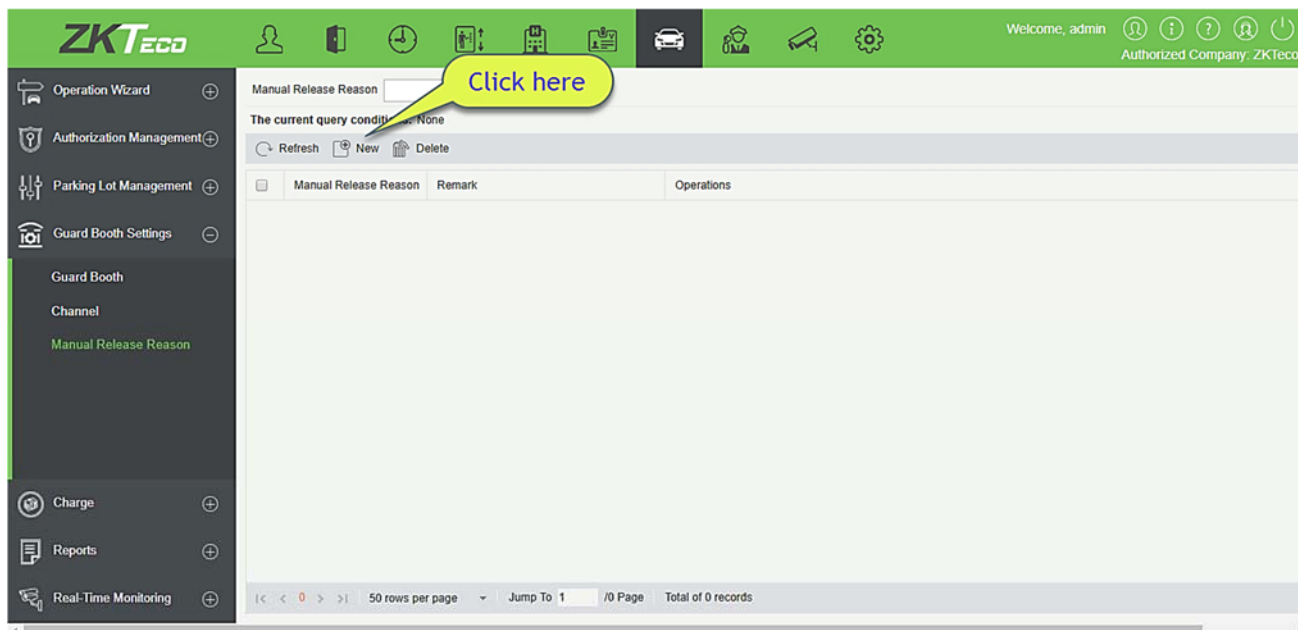 ZKTECO
Welcome, admin
Authorized Company: ZKTeco
Operation Wizard
Authorization Management
Parking Lot Management
Guard Booth Settings
Guard Booth
Channel
Manual Release Reason
Charge
Reports
Real-Time Monitoring
Manual Release Reason
Click here
The current query conditions: None
Refresh New Delete
Manual Release Reason Remark Operations
|< < 0 > >| 50 rows per page Jump To 1 /0 Page Total of 0 records